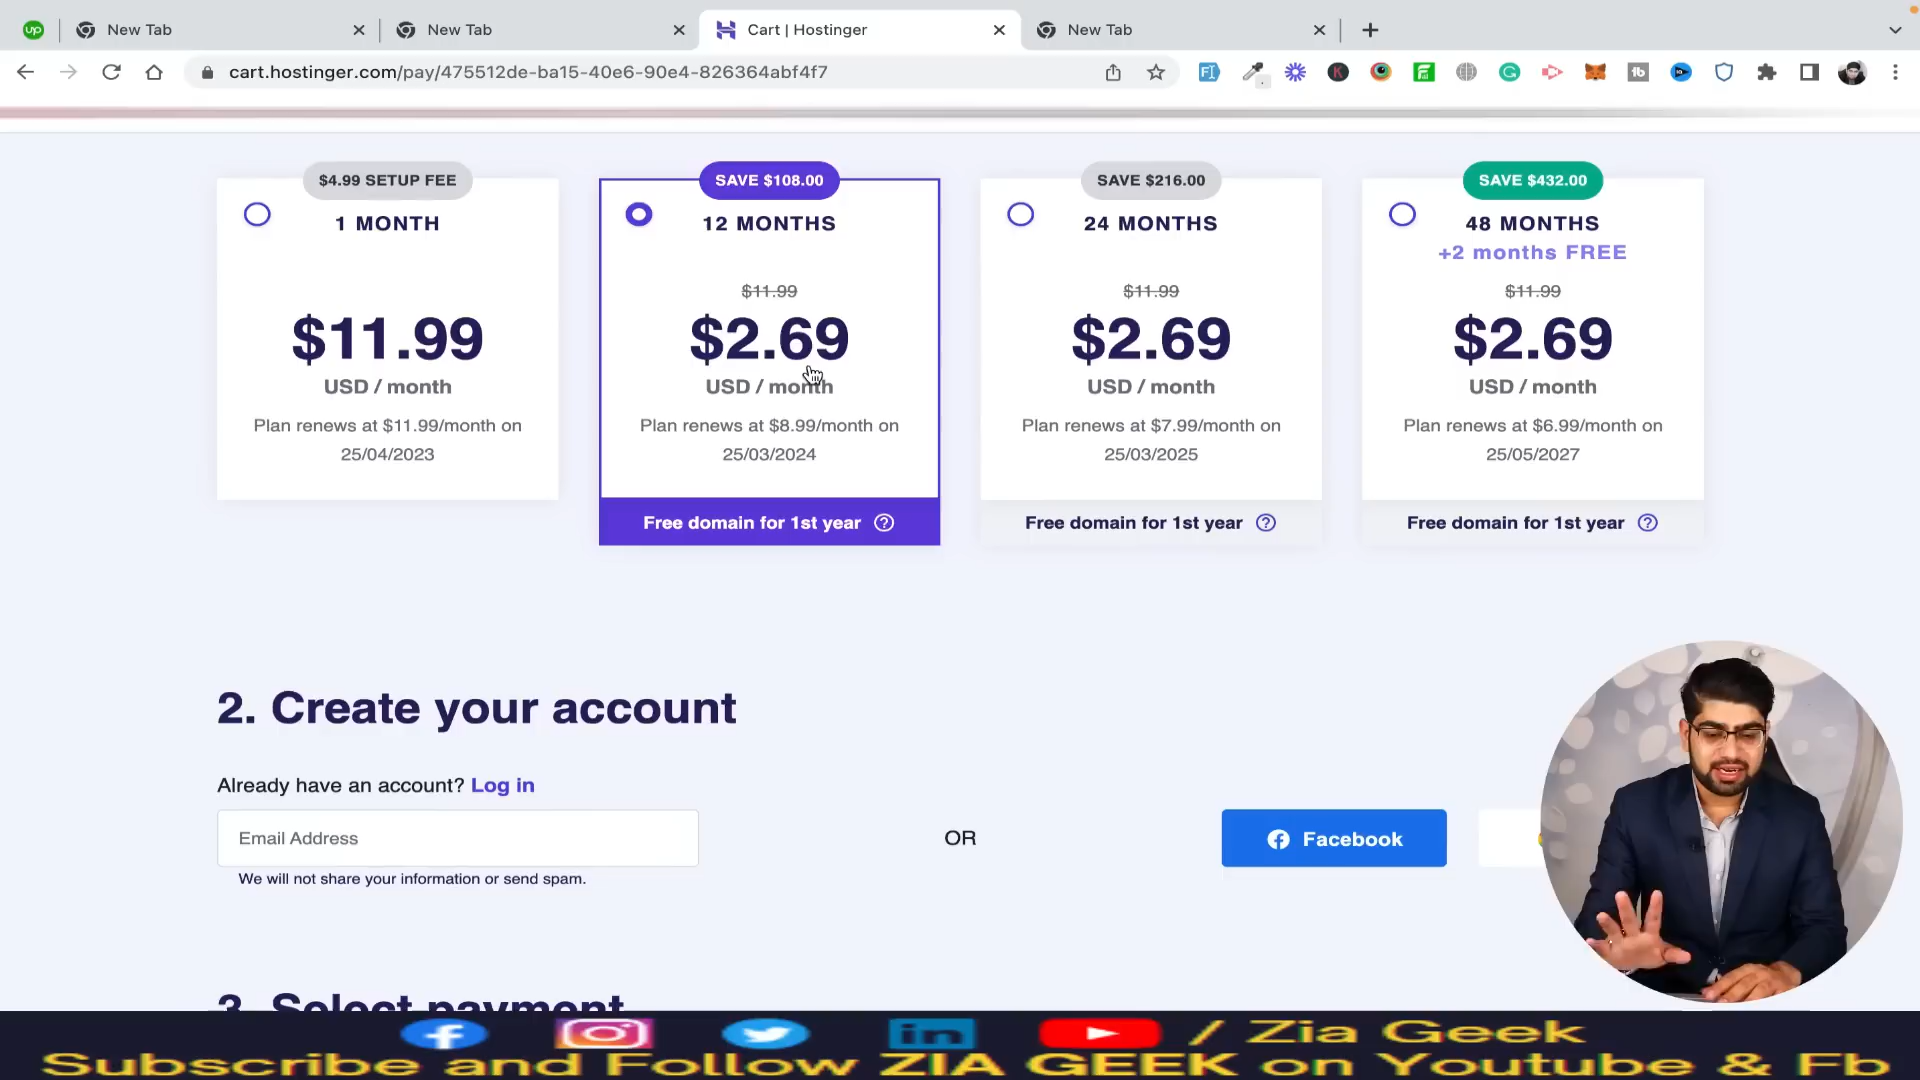 up
New Tab
New Tab
Cart | Hostinger
New Tab
cart.hostinger.com/pay/475512de-ba15-40e6-90e4-826364abf4f7
$4.99 SETUP FEE
1 MONTH
$11.99
USD / month
Plan renews at $11.99/month on
25/04/2023
SAVE $108.00
12 MONTHS
$11.99
$2.69
USD / month
Plan renews at $8.99/month on
25/03/2024
Free domain for 1st year
SAVE $216.00
24 MONTHS
$11.99
$2.69
USD / month
Plan renews at $7.99/month on
25/03/2025
Free domain for 1st year
SAVE $432.00
48 MONTHS
+2 months FREE
$11.99
$2.69
USD / month
Plan renews at $6.99/month on
25/05/2027
Free domain for 1st year
2. Create your account
Already have an account? Log in
Email Address
We will not share your information or send spam.
OR
Facebook
3. Select payment
/ Zia Geek
Subscribe and Follow ZIA GEEK on Youtube & Fb